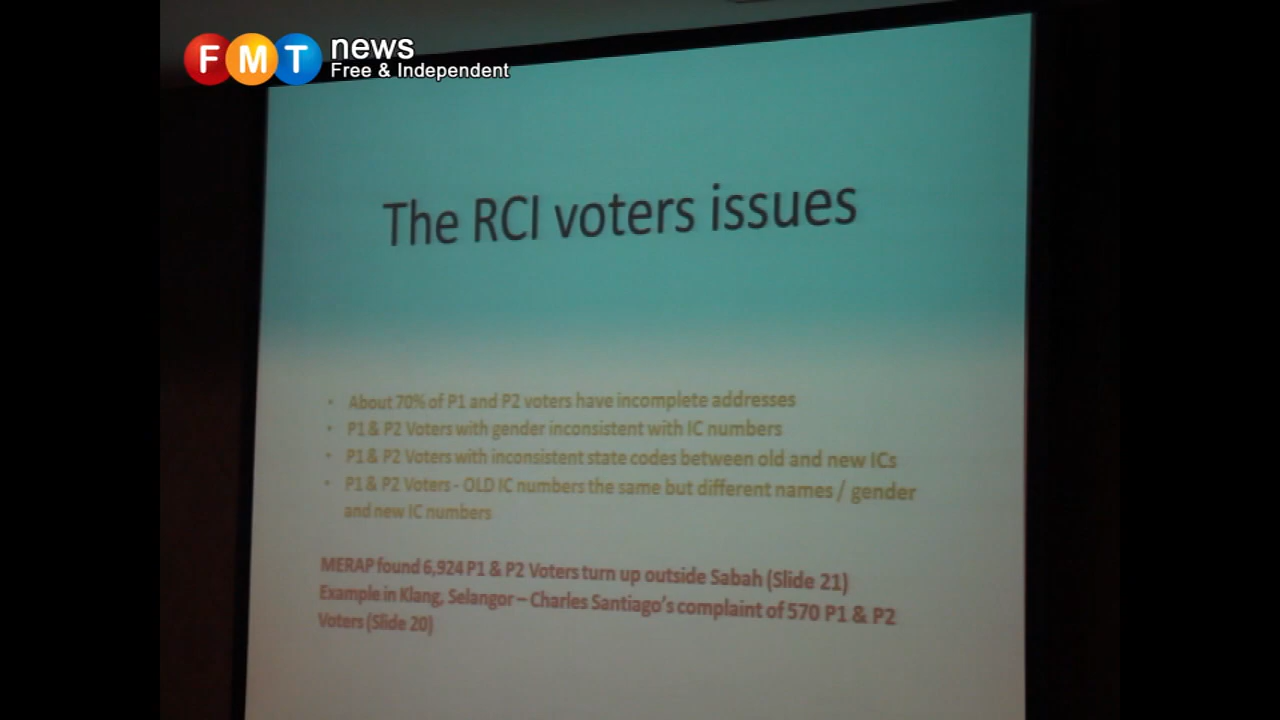 FMT news
Free & Independent
The RCI voters issues
• About 70% of P1 and P2 voters have incomplete addresses
• P1 & P2 Voters with gender inconsistent with IC numbers
• P1 & P2 Voters with inconsistent state codes between old and new ICs
• P1 & P2 Voters - OLD IC numbers the same but different names / gender
and new IC numbers
MERAP found 6,924 P1 & P2 Voters turn up outside Sabah (Slide 21)
Example in Klang, Selangor – Charles Santiago's complaint of 570 P1 & P2
Voters (Slide 20)